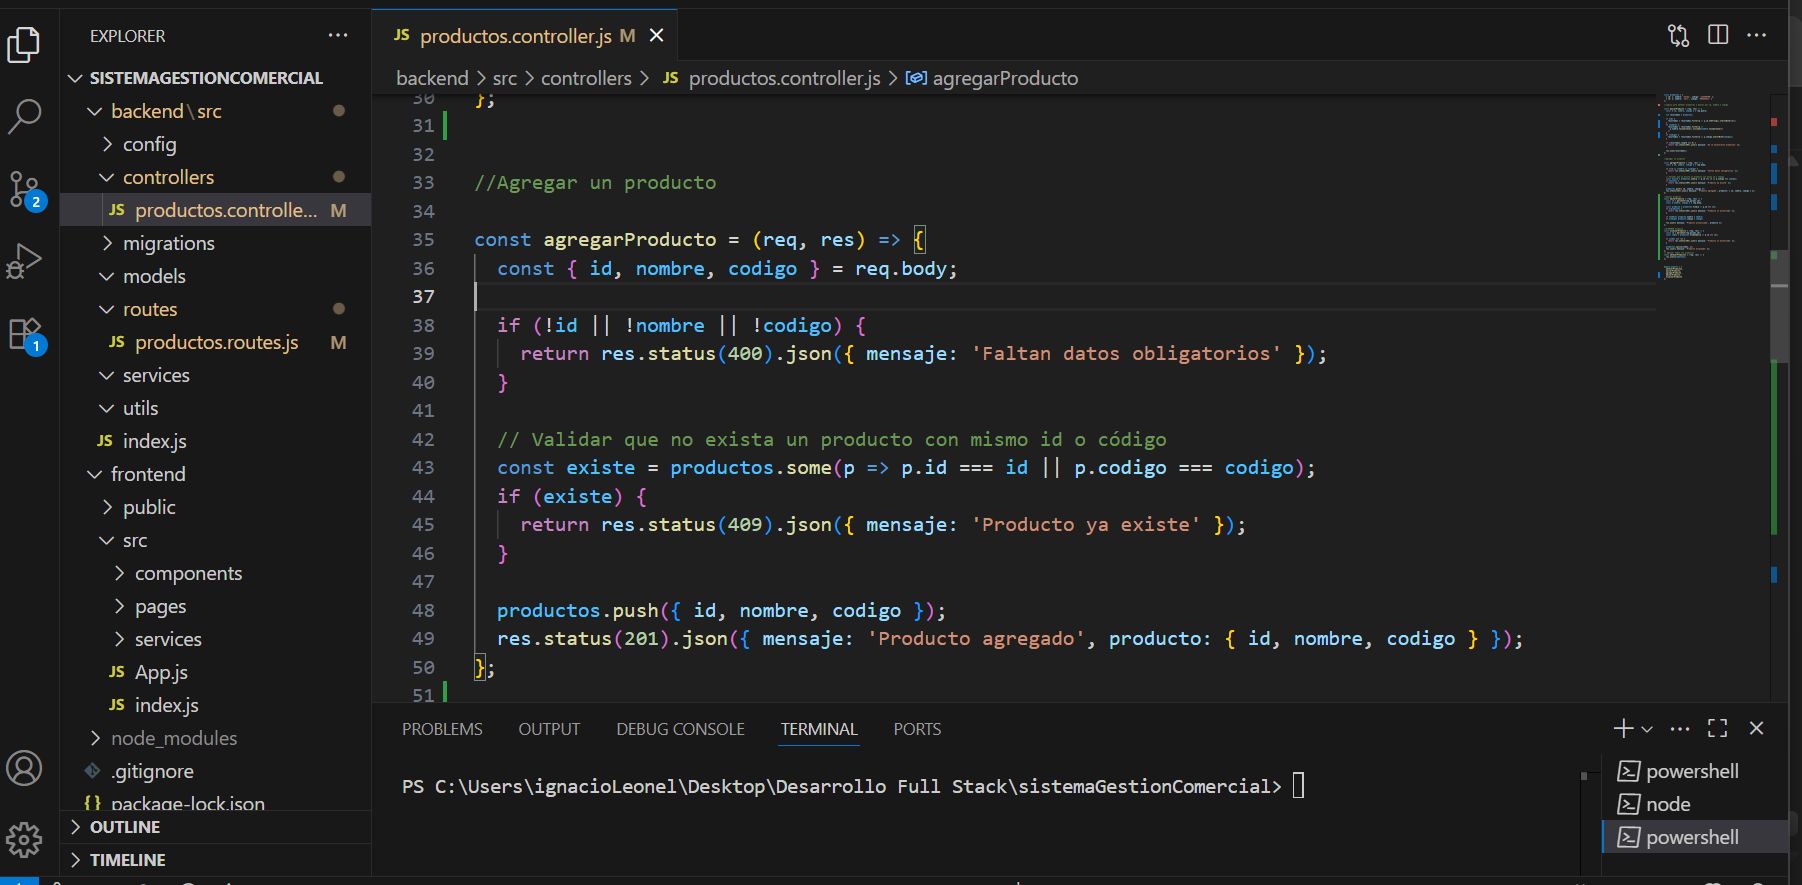 EXPLORER
SISTEMAGESTIONCOMERCIAL
backend\src
config
controllers
JS productos.controlle... M
migrations
models
routes
JS productos.routes.js M
services
utils
JS index.js
frontend
public
src
components
pages
services
JS App.js
JS index.js
node_modules
.gitignore
{} package-lock.json
OUTLINE
TIMELINE
2
1
JS productos.controller.js M
backend > src > controllers > JS productos.controller.js > agregarProducto
30 };
31
32
33 //Agregar un producto
34
35 const agregarProducto = (req, res) => {
36 const { id, nombre, codigo } = req.body;
37
38 if (!id || !nombre || !codigo) {
39 return res.status(400).json({ mensaje: 'Faltan datos obligatorios' });
40 }
41
42 // Validar que no exista un producto con mismo id o código
43 const existe = productos.some(p => p.id === id || p.codigo === codigo);
44 if (existe) {
45 return res.status(409).json({ mensaje: 'Producto ya existe' });
46 }
47
48 productos.push({ id, nombre, codigo });
49 res.status(201).json({ mensaje: 'Producto agregado', producto: { id, nombre, codigo } });
50 };
51
PROBLEMS OUTPUT DEBUG CONSOLE TERMINAL PORTS
PS C:\Users\ignacioLeonel\Desktop\Desarrollo Full Stack\sistemaGestionComercial>
powershell
node
powershell